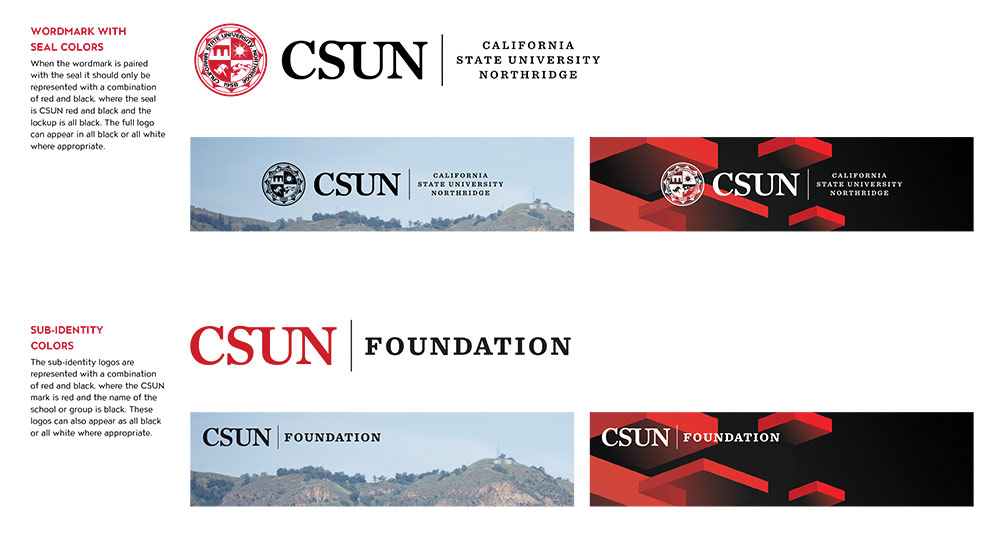 WORDMARK WITH
SEAL COLORS
When the wordmark is paired
with the seal it should only be
represented with a combination
of red and black. where the seal
is CSUN red and black and the
lockup is all black. The full logo
can appear in all black or all white
where appropriate.
CALIFORNIA STATE UNIVERSITY NORTHRIDGE 1958
CSUN
CALIFORNIA
STATE UNIVERSITY
NORTHRIDGE
CSUN
CALIFORNIA
STATE UNIVERSITY
NORTHRIDGE
CSUN
CALIFORNIA
STATE UNIVERSITY
NORTHRIDGE
SUB-IDENTITY
COLORS
The sub-identity logos are
represented with a combination
of red and black. where the CSUN
mark is red and the name of the
school or group is black. These
logos can also appear as all black
or all white where appropriate.
CSUN FOUNDATION
CSUN FOUNDATION
CSUN FOUNDATION